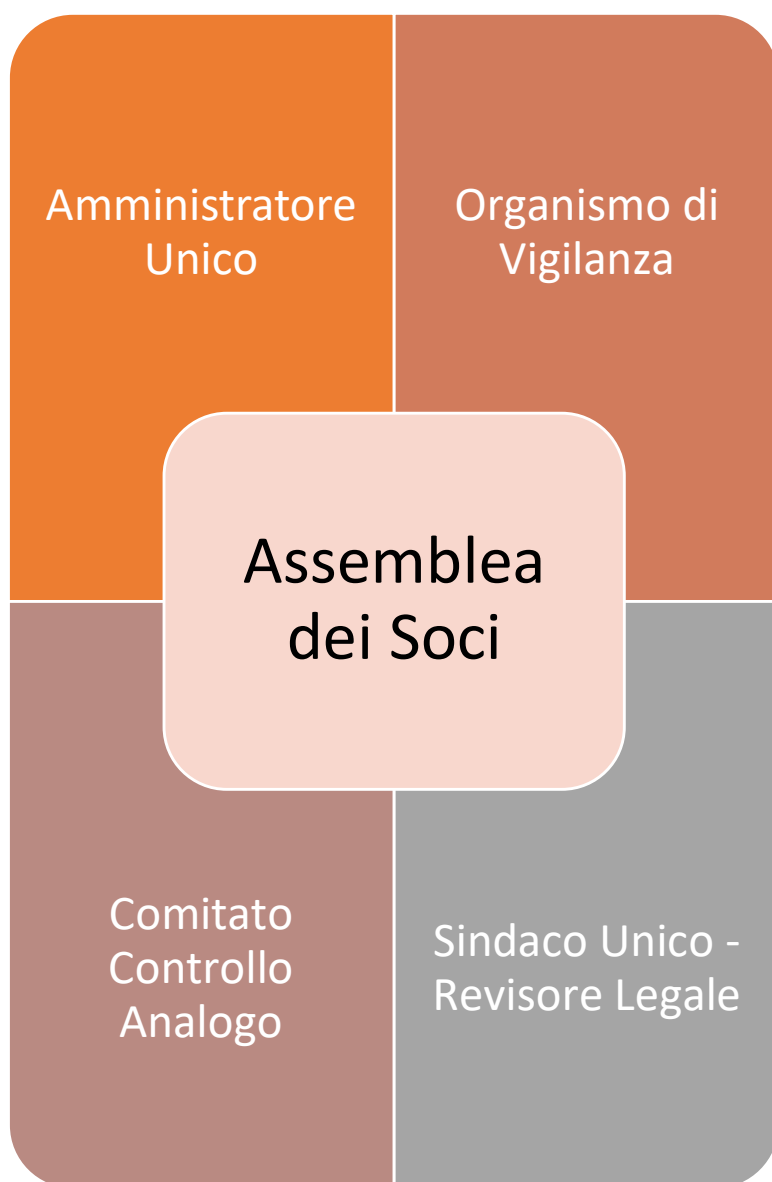 Amministratore
Unico
Organismo di
Vigilanza
Assemblea
dei Soci
Comitato
Controllo
Analogo
Sindaco Unico -
Revisore Legale